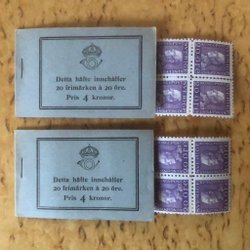 Detta häfte innehåller
20 frimärken à 20 öre.
Pris 4 kronor.
Detta häfte innehåller
20 frimärken à 20 öre.
Pris 4 kronor.